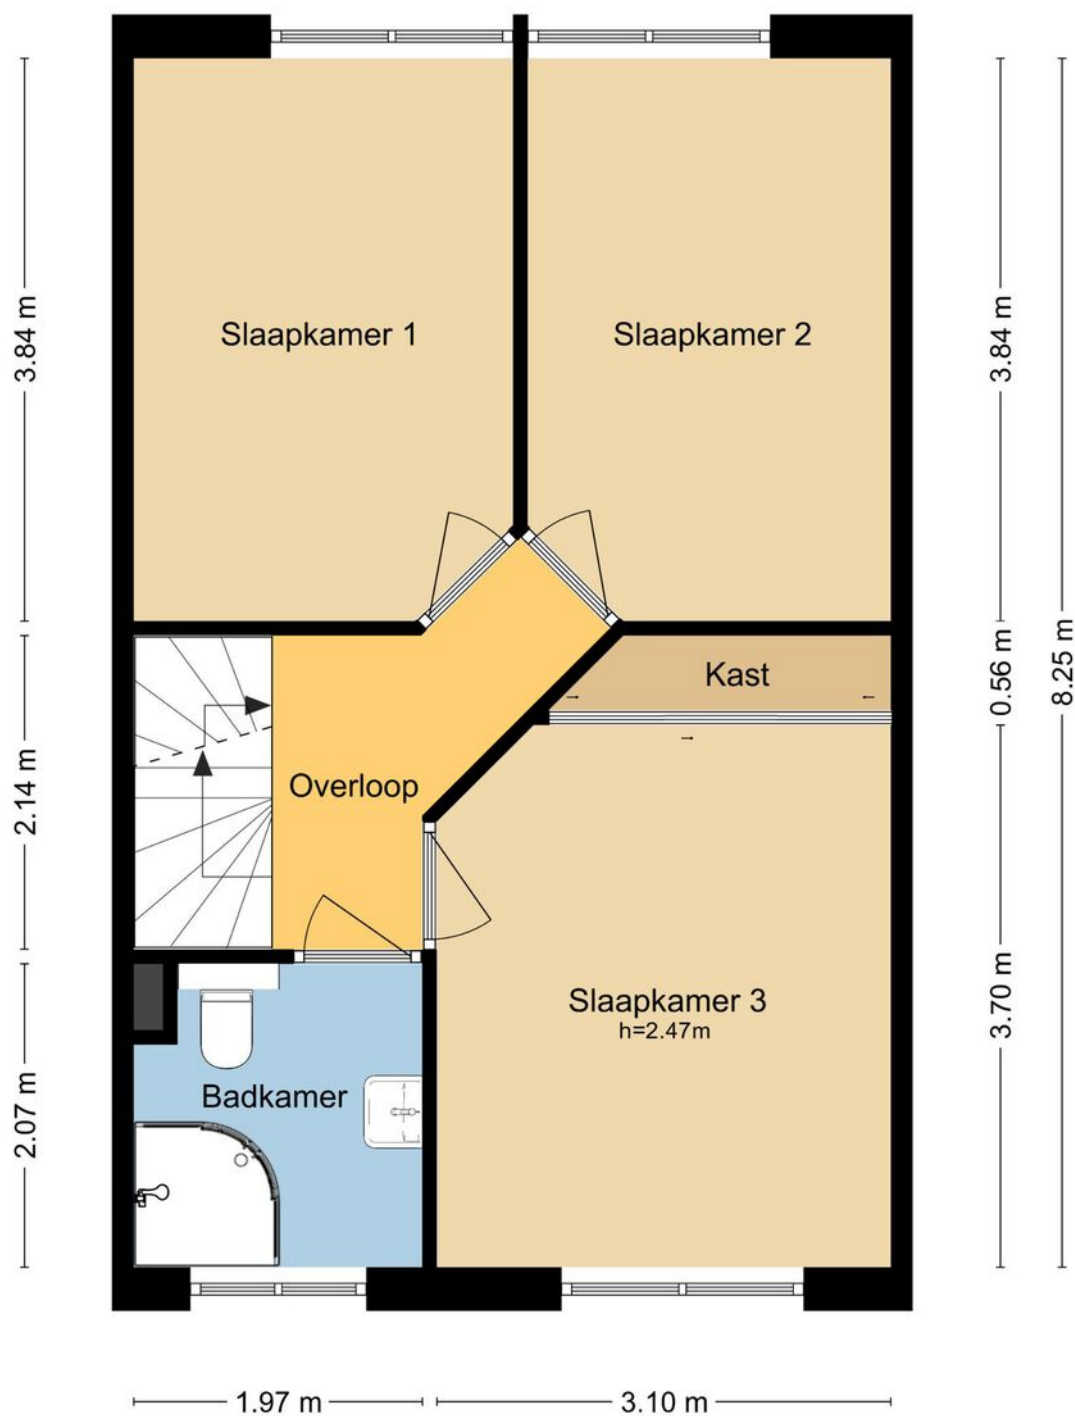 Slaapkamer 1
Slaapkamer 2
3.84 m
3.84 m
Kast
0.56 m
8.25 m
Overloop
2.14 m
Slaapkamer 3
h=2.47m
3.70 m
Badkamer
2.07 m
1.97 m
3.10 m